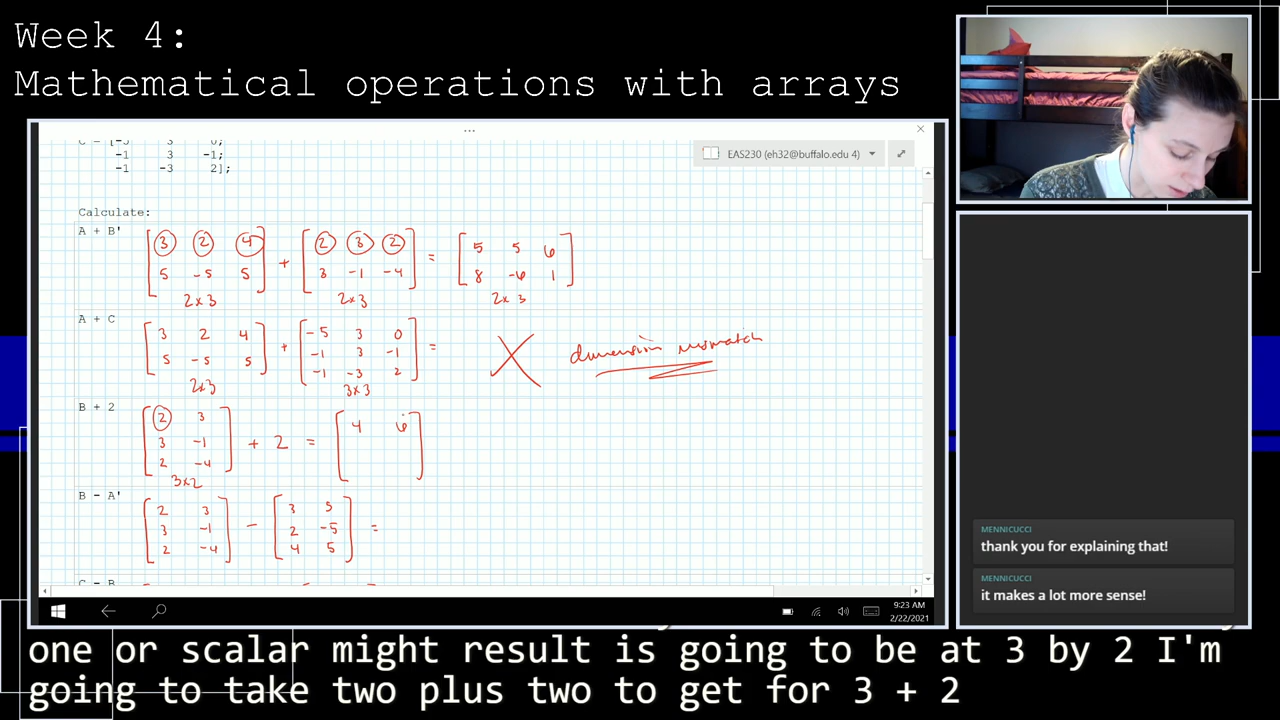 Week 4:
Mathematical operations with arrays
EAS230 (eh32@buffalo.edu 4)
-1 3 -1;
-1 -3 2];
Calculate:
A + B'
3 2 4
5 -5 5
2x3
+
2 3 2
3 -1 -4
2x3
=
5 5 6
8 -6 1
2x3
A + C
3 2 4
5 -5 5
2x3
+
-5 3 0
-1 3 -1
-1 -3 2
3x3
=
X dimension mismatch
B + 2
2 3
3 -1
2 -4
3x2
+ 2 =
4 6
B - A'
2 3
3 -1
2 -4
-
3 5
2 -5
4 5
=
C - B
9:23 AM
2/22/2021
MENNICUCCI
thank you for explaining that!
MENNICUCCI
it makes a lot more sense!
one or scalar might result is going to be at 3 by 2 I'm
going to take two plus two to get for 3 + 2